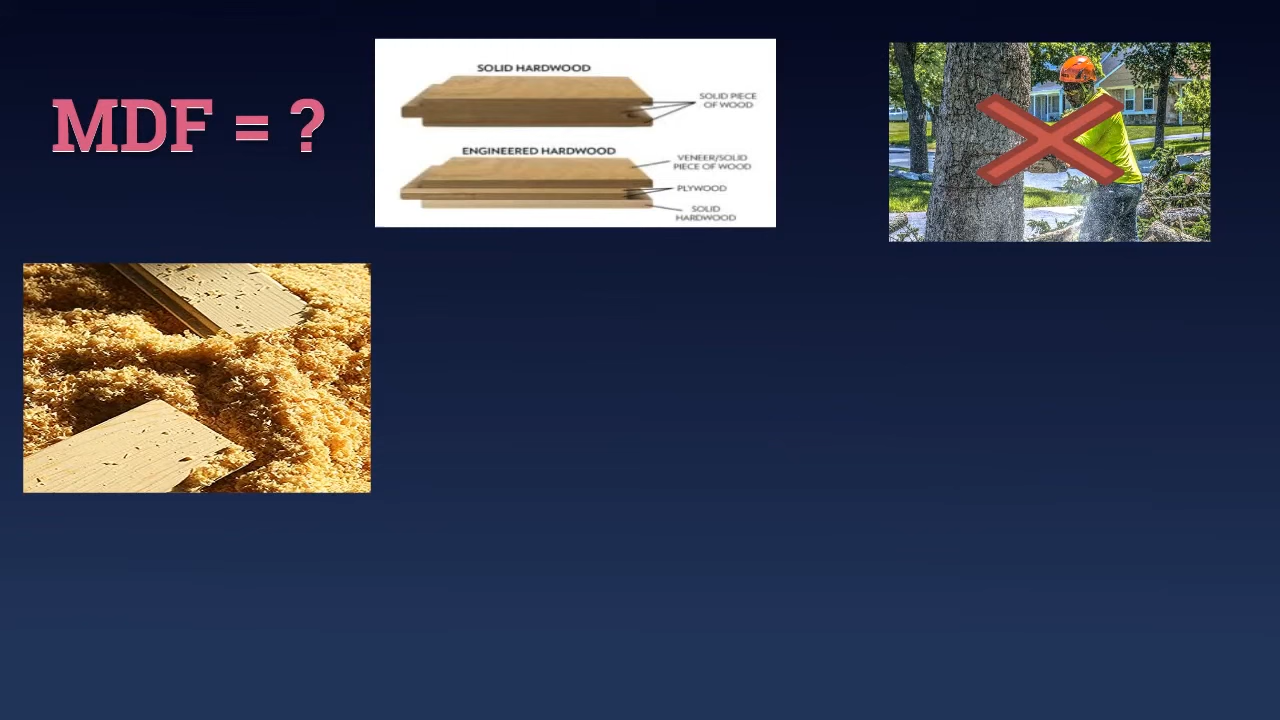 MDF = ?
SOLID HARDWOOD
SOLID PIECE
OF WOOD
ENGINEERED HARDWOOD
VENEER/SOLID
PIECE OF WOOD
PLYWOOD
SOLID
HARDWOOD